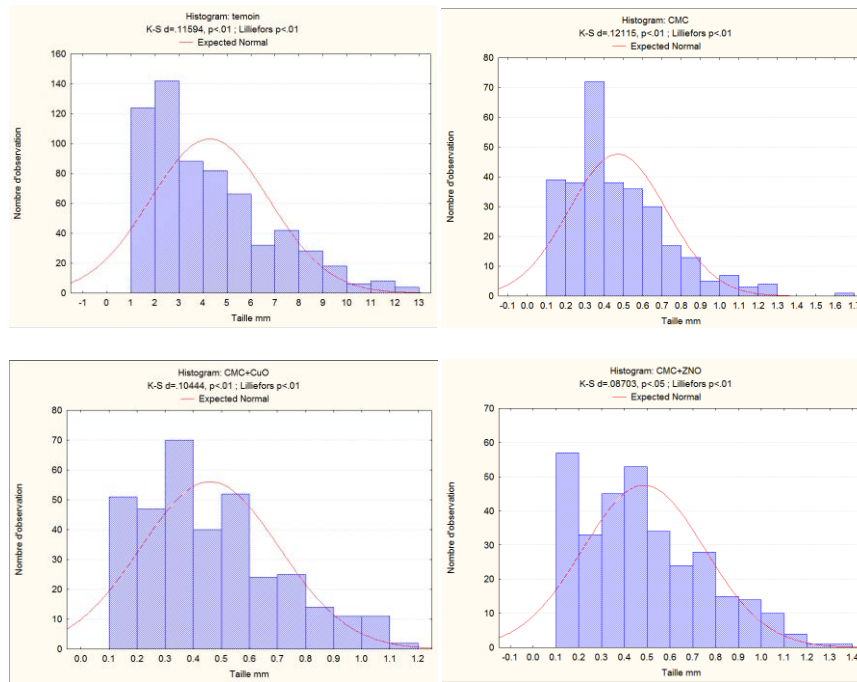 Histogram: temoin
K-S d=.11594, p<.01 ; Lilliefors p<.01
Expected Normal
160
140
120
100
80
60
40
20
0
Nombre d'observation
-1 0 1 2 3 4 5 6 7 8 9 10 11 12 13
Taille mm
Histogram: CMC
K-S d=.12115, p<.01 ; Lilliefors p<.01
Expected Normal
80
70
60
50
40
30
20
10
0
Nombre d'observation
-0.1 0.0 0.1 0.2 0.3 0.4 0.5 0.6 0.7 0.8 0.9 1.0 1.1 1.2 1.3 1.4 1.5 1.6 1.7
Taille mm
Histogram: CMC+CuO
K-S d=.10444, p<.01 ; Lilliefors p<.01
Expected Normal
80
70
60
50
40
30
20
10
0
Nombre d'observation
0.0 0.1 0.2 0.3 0.4 0.5 0.6 0.7 0.8 0.9 1.0 1.1 1.2
Taille mm
Histogram: CMC+ZNO
K-S d=.08703, p<.05 ; Lilliefors p<.01
Expected Normal
70
60
50
40
30
20
10
0
Nombre d'observation
-0.1 0.0 0.1 0.2 0.3 0.4 0.5 0.6 0.7 0.8 0.9 1.0 1.1 1.2 1.3 1.4
Taille mm